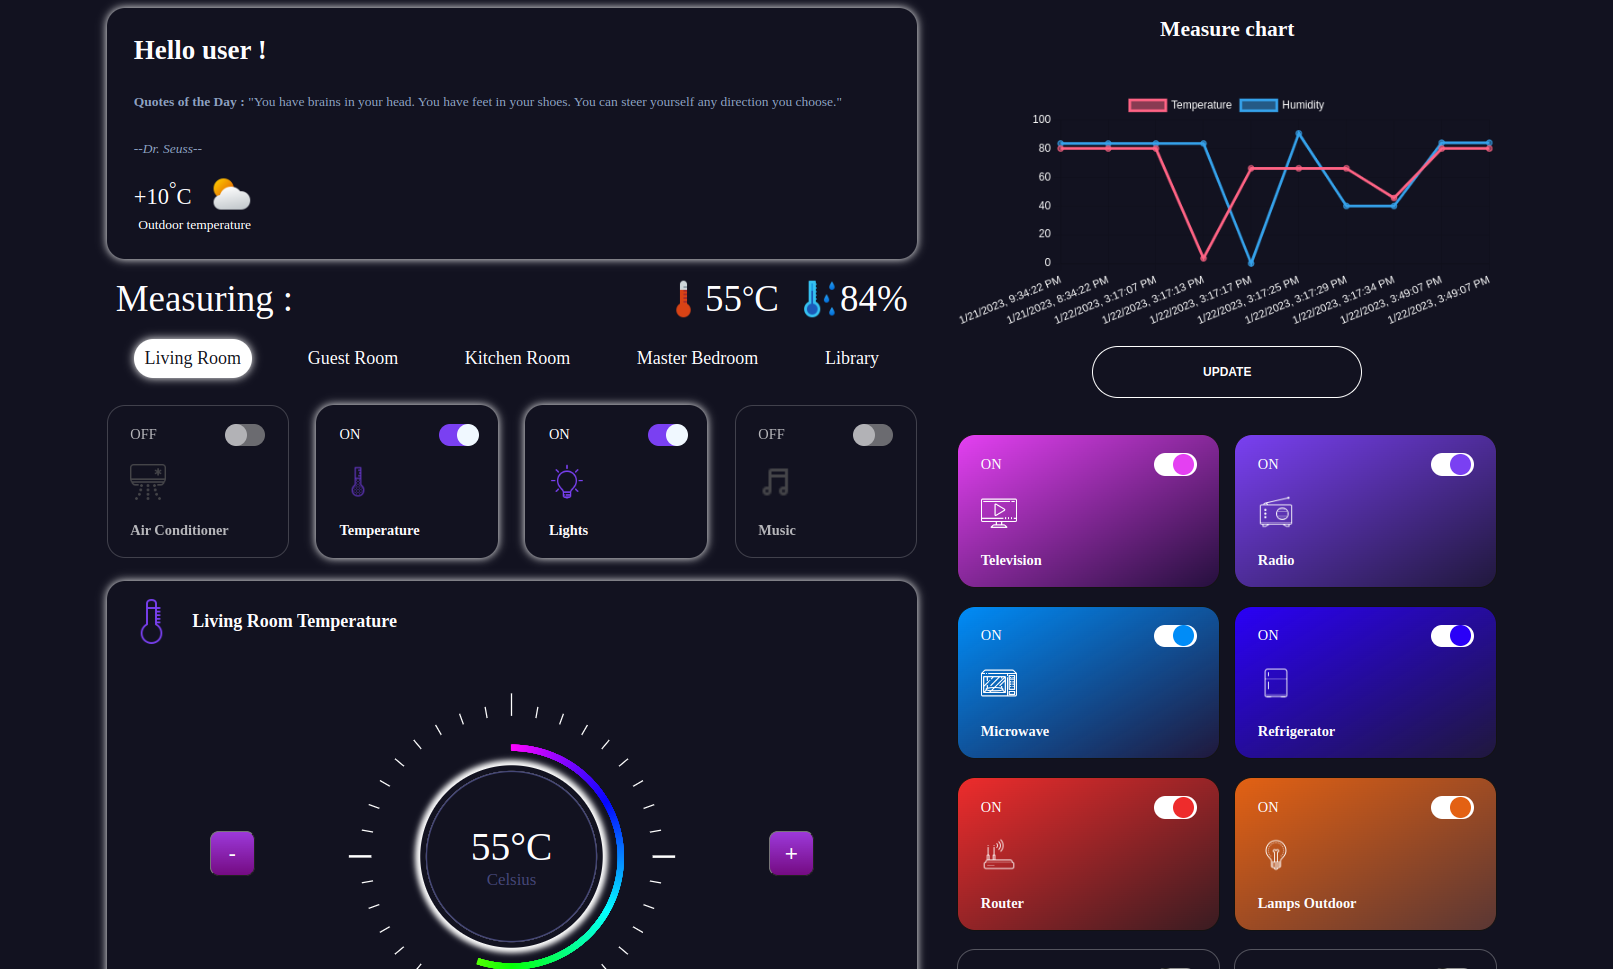 Hello user !
Quotes of the Day : "You have brains in your head. You have feet in your shoes. You can steer yourself any direction you choose."
--Dr. Seuss--
+10°C
Outdoor temperature
Measuring :
55°C
84%
Living Room
Guest Room
Kitchen Room
Master Bedroom
Library
OFF
Air Conditioner
ON
Temperature
ON
Lights
OFF
Music
Living Room Temperature
-
55°C
Celsius
+
Measure chart
Temperature
Humidity
100
80
60
40
20
0
1/21/2023, 9:34:22 PM
1/21/2023, 8:34:22 PM
1/22/2023, 3:17:07 PM
1/22/2023, 3:17:13 PM
1/22/2023, 3:17:17 PM
1/22/2023, 3:17:25 PM
1/22/2023, 3:17:29 PM
1/22/2023, 3:17:34 PM
1/22/2023, 3:49:07 PM
1/22/2023, 3:49:07 PM
UPDATE
ON
Television
ON
Radio
ON
Microwave
ON
Refrigerator
ON
Router
ON
Lamps Outdoor